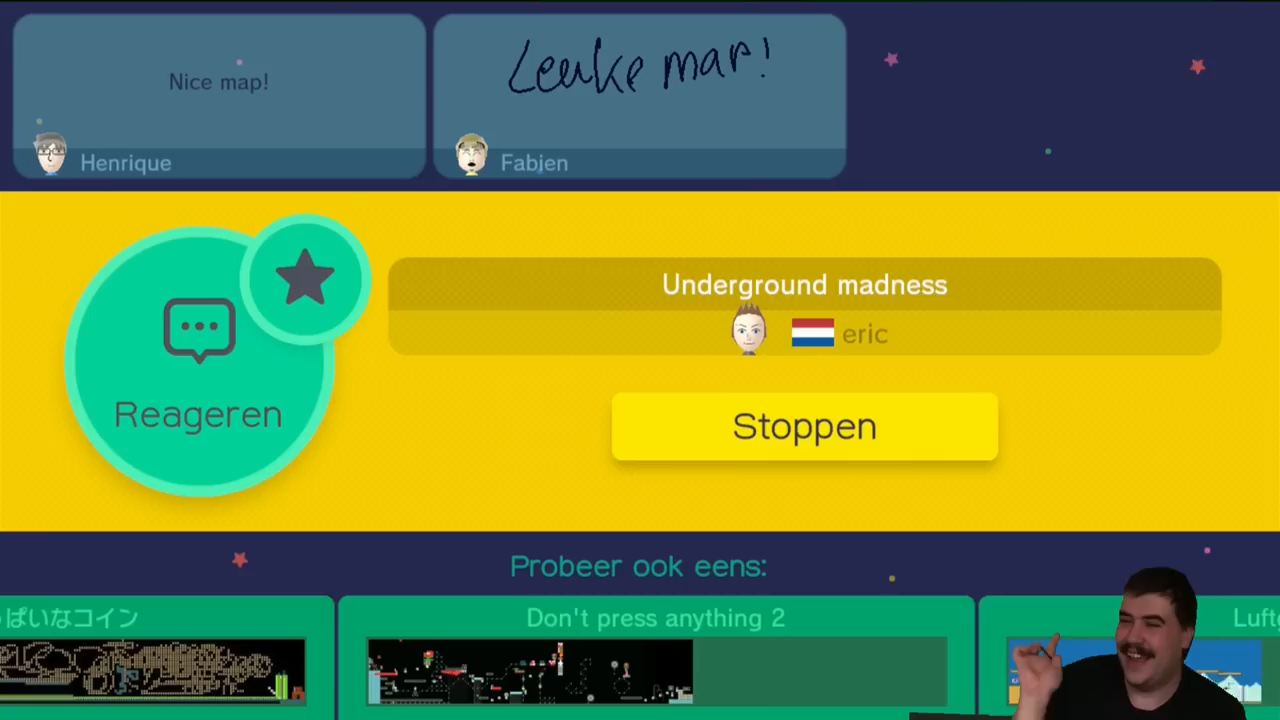 Nice map!
Henrique
Leuke map!
Fabien
Underground madness
eric
Reageren
Stoppen
Probeer ook eens:
ぱいなコイン
Don't press anything 2